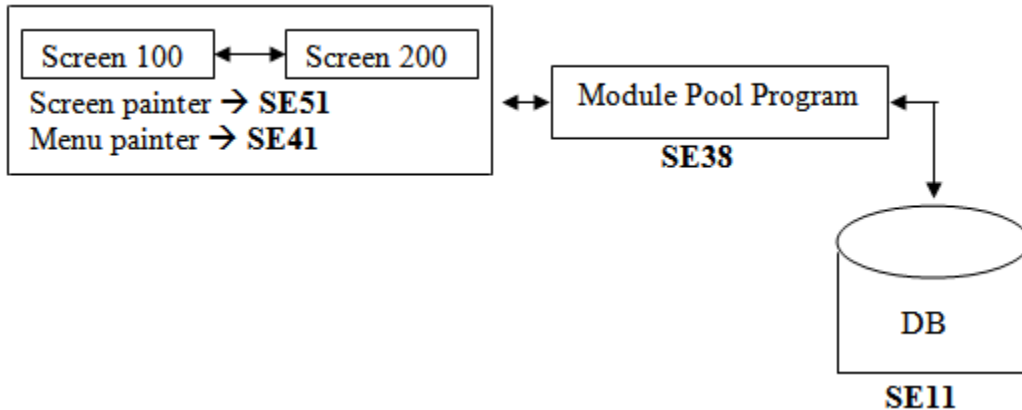 Screen 100
Screen 200
Screen painter → SE51
Menu painter → SE41
Module Pool Program
SE38
DB
SE11